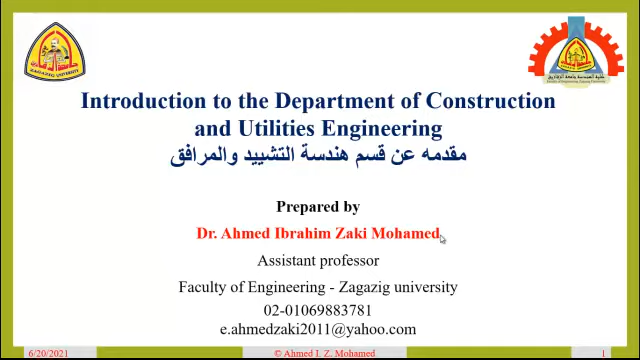 ZAGAZIG UNIVERSITY
Introduction to the Department of Construction
and Utilities Engineering
مقدمه عن قسم هندسة التشييد والمرافق
Prepared by
Dr. Ahmed Ibrahim Zaki Mohamed
Assistant professor
Faculty of Engineering - Zagazig university
02-01069883781
e.ahmedzaki2011@yahoo.com
6/20/2021
© Ahmed I. Z. Mohamed
1